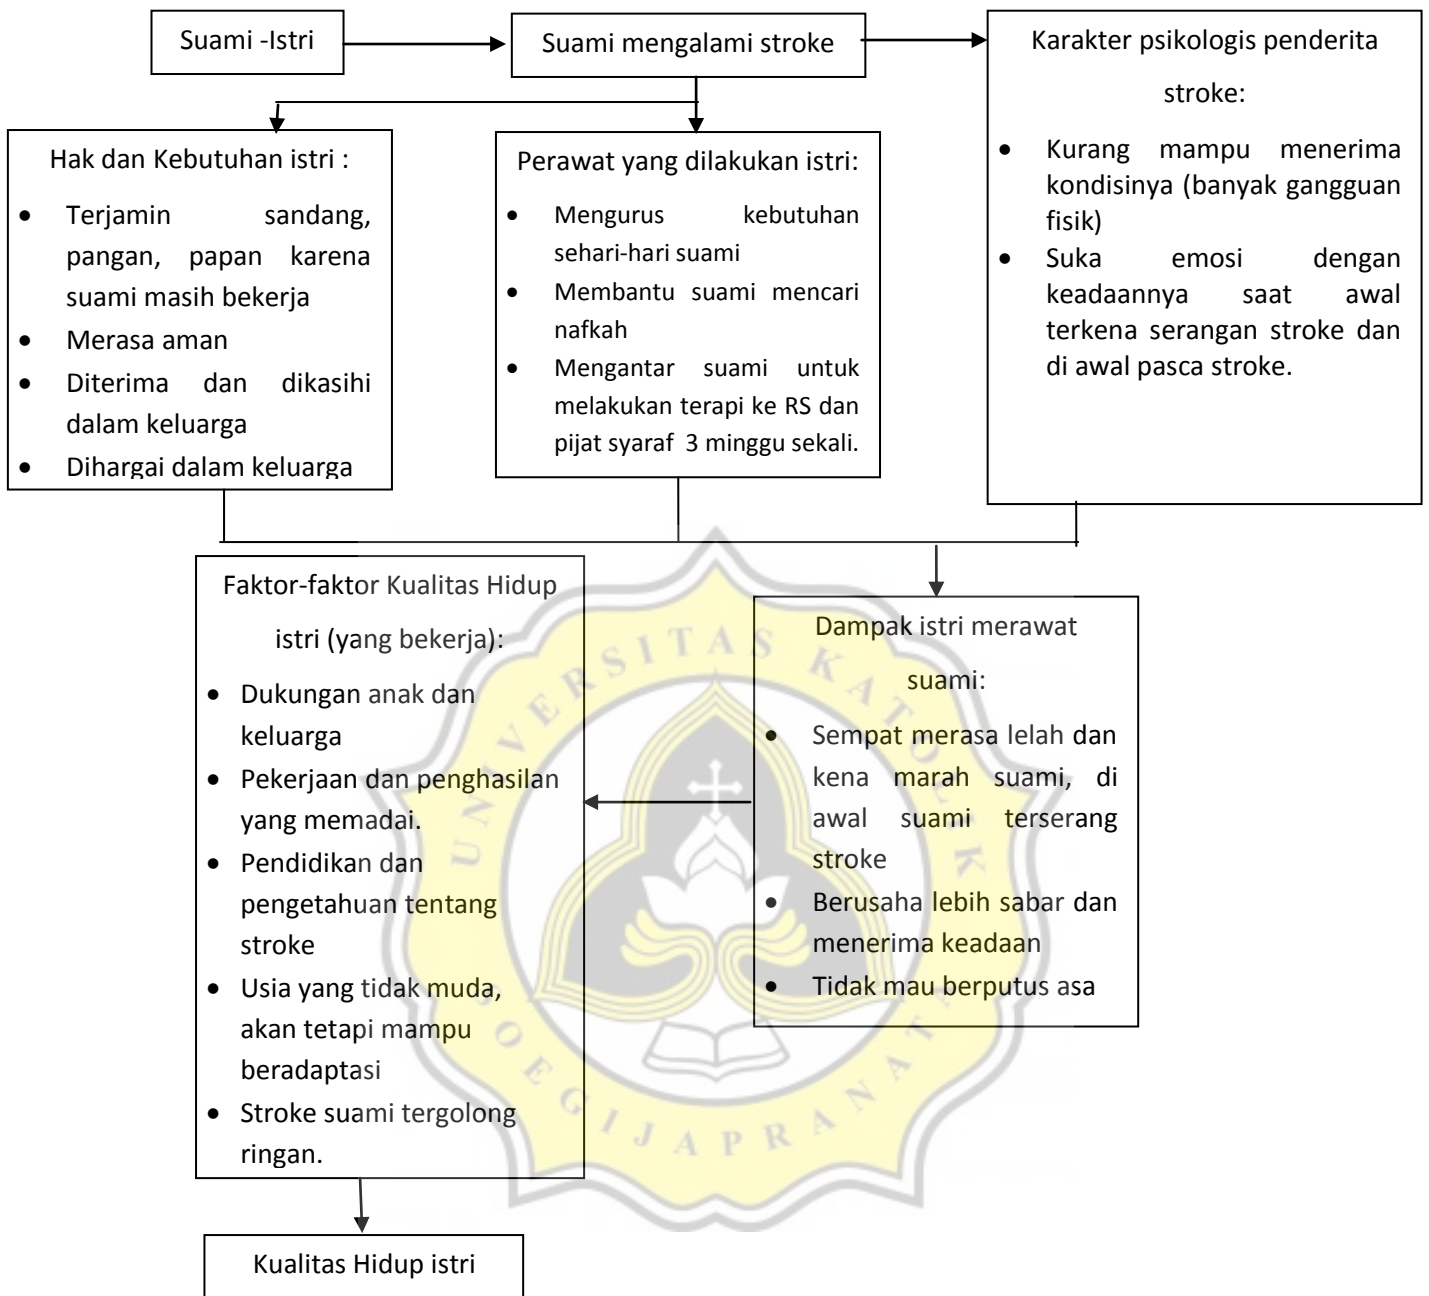 Suami -Istri
Suami mengalami stroke
Karakter psikologis penderita
stroke:
• Kurang mampu menerima
kondisinya (banyak gangguan
fisik)
• Suka emosi dengan
keadaannya saat awal
terkena serangan stroke dan
di awal pasca stroke.
Hak dan Kebutuhan istri :
• Terjamin sandang,
pangan, papan karena
suami masih bekerja
• Merasa aman
• Diterima dan dikasihi
dalam keluarga
• Dihargai dalam keluarga
Perawat yang dilakukan istri:
• Mengurus kebutuhan
sehari-hari suami
• Membantu suami mencari
nafkah
• Mengantar suami untuk
melakukan terapi ke RS dan
pijat syaraf 3 minggu sekali.
Faktor-faktor Kualitas Hidup
istri (yang bekerja):
• Dukungan anak dan
keluarga
• Pekerjaan dan penghasilan
yang memadai.
• Pendidikan dan
pengetahuan tentang
stroke
• Usia yang tidak muda,
akan tetapi mampu
beradaptasi
• Stroke suami tergolong
ringan.
Dampak istri merawat
suami:
• Sempat merasa lelah dan
kena marah suami, di
awal suami terserang
stroke
• Berusaha lebih sabar dan
menerima keadaan
• Tidak mau berputus asa
Kualitas Hidup istri
UNIVERSITAS KATOLIK
SOEGIJAPRANATA